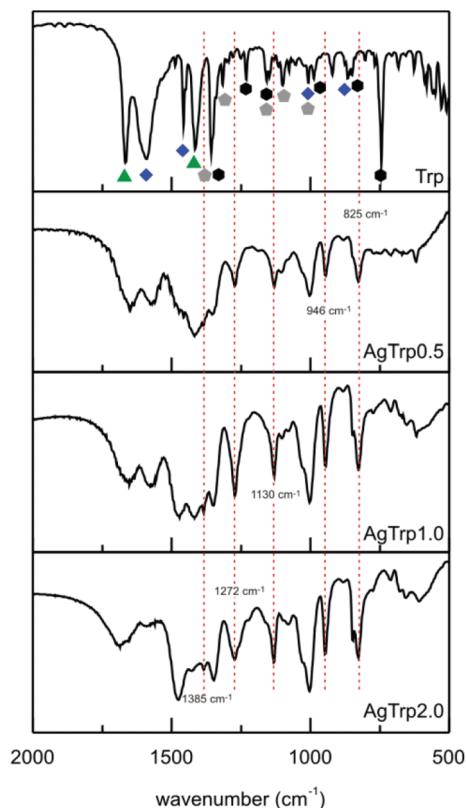 Trp
825 cm-1
946 cm-1
AgTrp0.5
1130 cm-1
AgTrp1.0
1272 cm-1
1385 cm-1
AgTrp2.0
2000 1500 1000 500
wavenumber (cm-1)